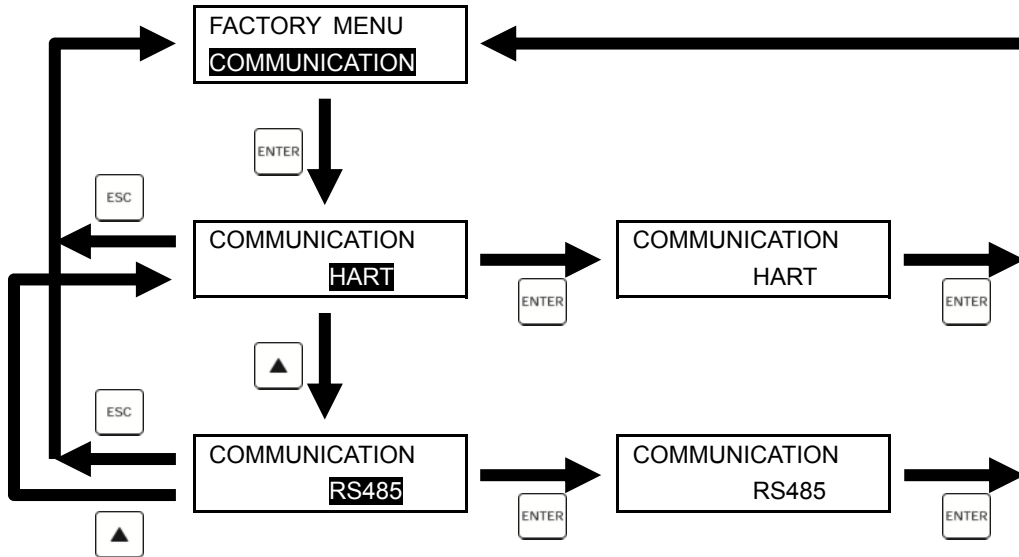 FACTORY MENU
COMMUNICATION
ENTER
ESC
COMMUNICATION
HART
ENTER
COMMUNICATION
HART
ENTER
ESC
COMMUNICATION
RS485
ENTER
COMMUNICATION
RS485
ENTER